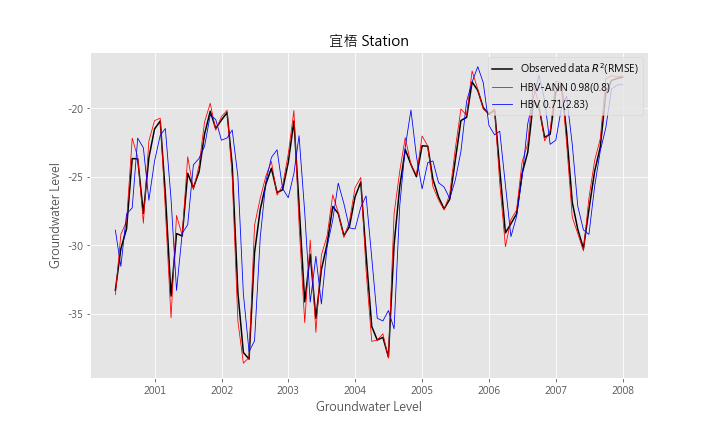 宜梧 Station
Observed data R²(RMSE)
HBV-ANN 0.98(0.8)
HBV 0.71(2.83)
Groundwater Level
-20
-25
-30
-35
2001 2002 2003 2004 2005 2006 2007 2008
Groundwater Level